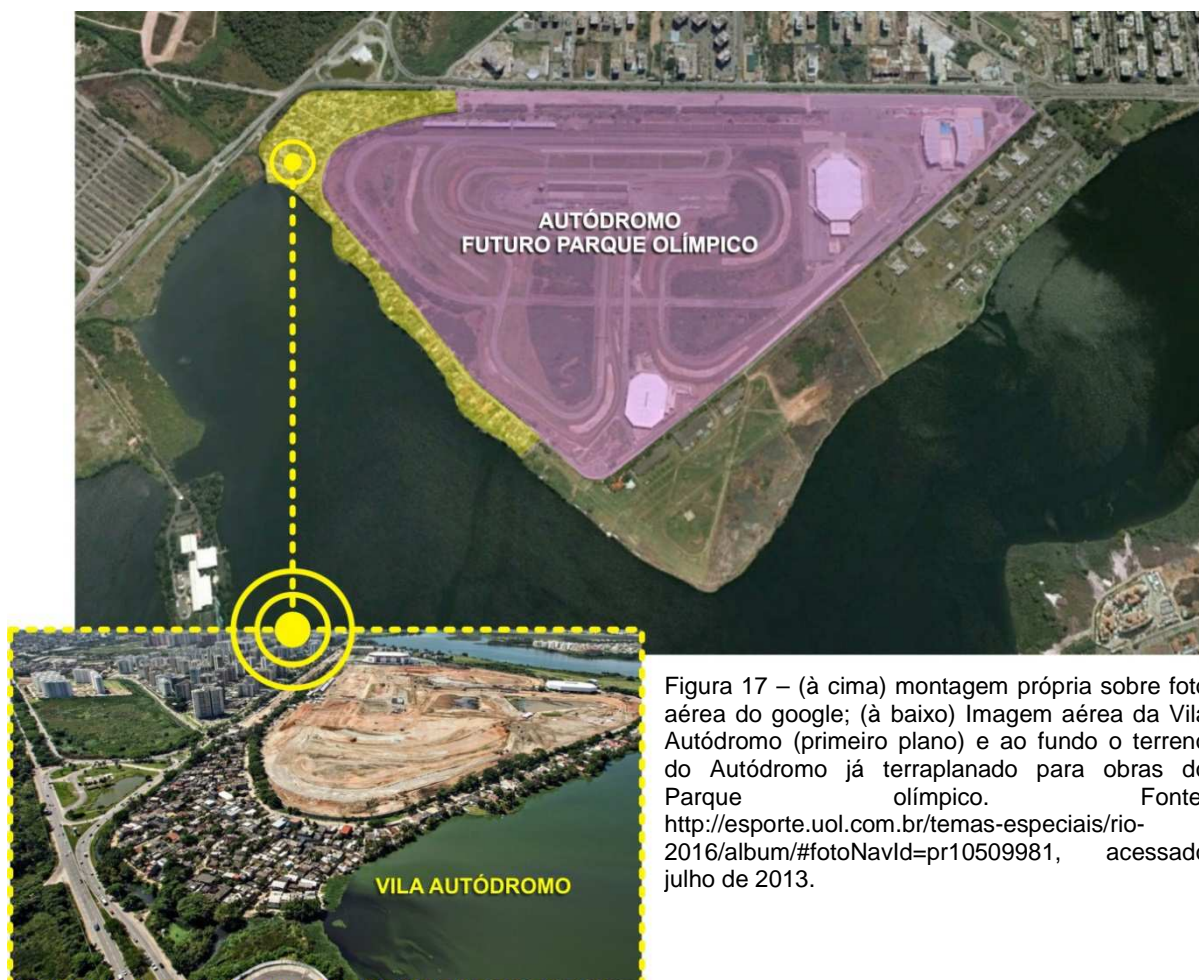 AUTÓDROMO
FUTURO PARQUE OLÍMPICO
VILA AUTÓDROMO
Figura 17 – (à cima) montagem própria sobre foto
aérea do google; (à baixo) Imagem aérea da Vila
Autódromo (primeiro plano) e ao fundo o terreno
do Autódromo já terraplanado para obras do
Parque olímpico. Fonte:
http://esporte.uol.com.br/temas-especiais/rio-
2016/album/#fotoNavId=pr10509981, acessado
julho de 2013.